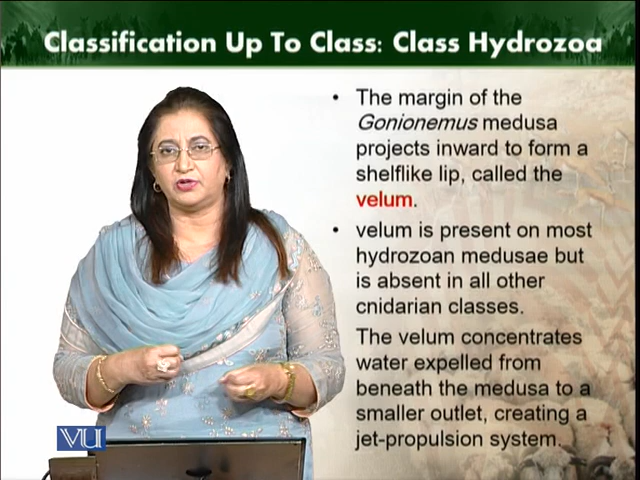 Classification Up To Class: Class Hydrozoa
• The margin of the
Gonionemus medusa
projects inward to form a
shelflike lip, called the
velum.
• velum is present on most
hydrozoan medusae but
is absent in all other
cnidarian classes.
The velum concentrates
water expelled from
beneath the medusa to a
smaller outlet, creating a
jet-propulsion system.
VU